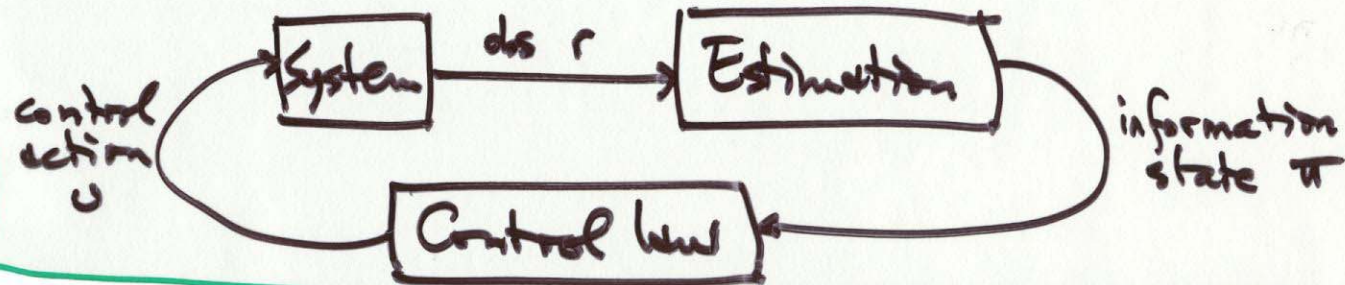 System
obs r
Estimation
control
action
u
information
state π
Control law